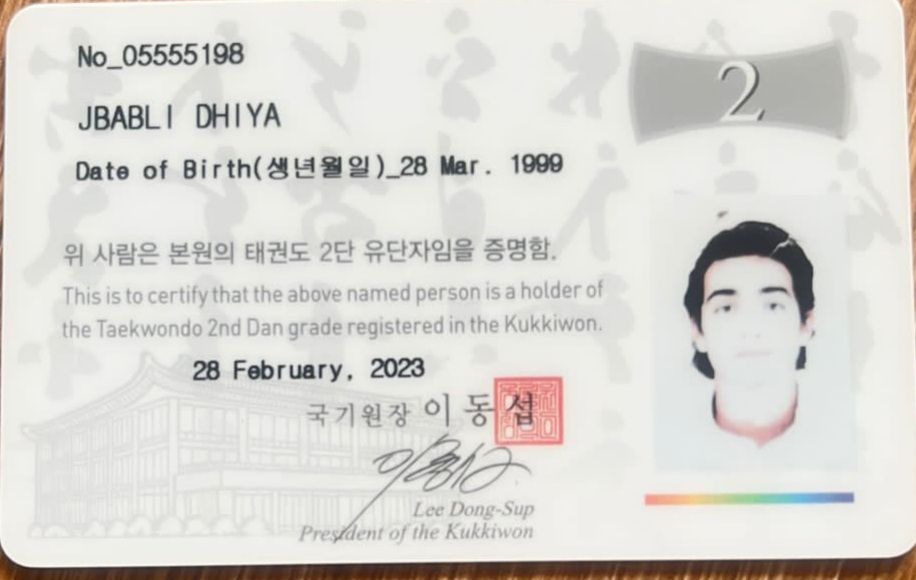 No_05555198
2
JBABLI DHIYA
Date of Birth(생년월일)_28 Mar. 1999
위 사람은 본원의 태권도 2단 유단자임을 증명함.
This is to certify that the above named person is a holder of
the Taekwondo 2nd Dan grade registered in the Kukkiwon.
28 February, 2023
국기원장 이동섭
Lee Dong-Sup
President of the Kukkiwon